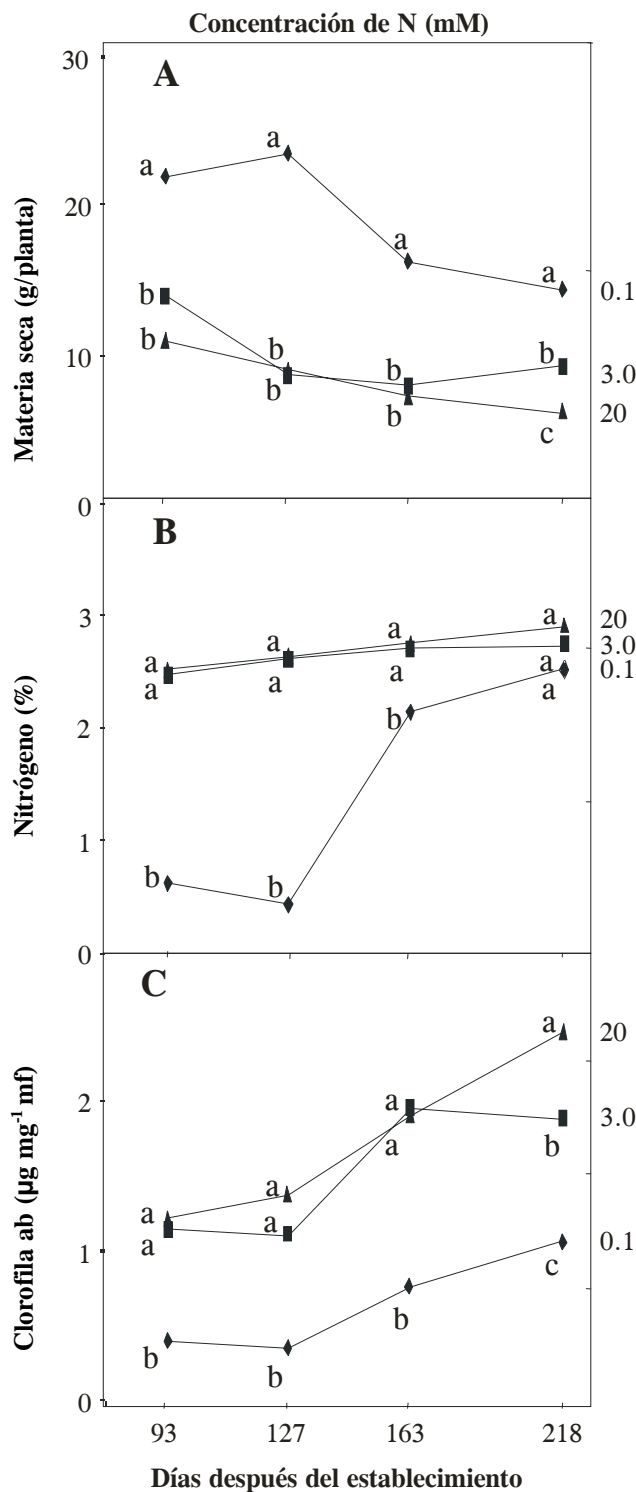 Concentración de N (mM)
A
30
20
10
0
Materia seca (g/planta)
a
a
a
a
b
b
b
b
b
b
b
c
0.1
3.0
20
B
3
2
1
0
Nitrógeno (%)
a
a
a
a
a
a
a
a
a
b
b
b
20
3.0
0.1
C
2
1
0
Clorofila ab (µg mg⁻¹ mf)
a
a
a
a
a
a
a
b
b
b
b
c
20
3.0
0.1
93 127 163 218
Días después del establecimiento